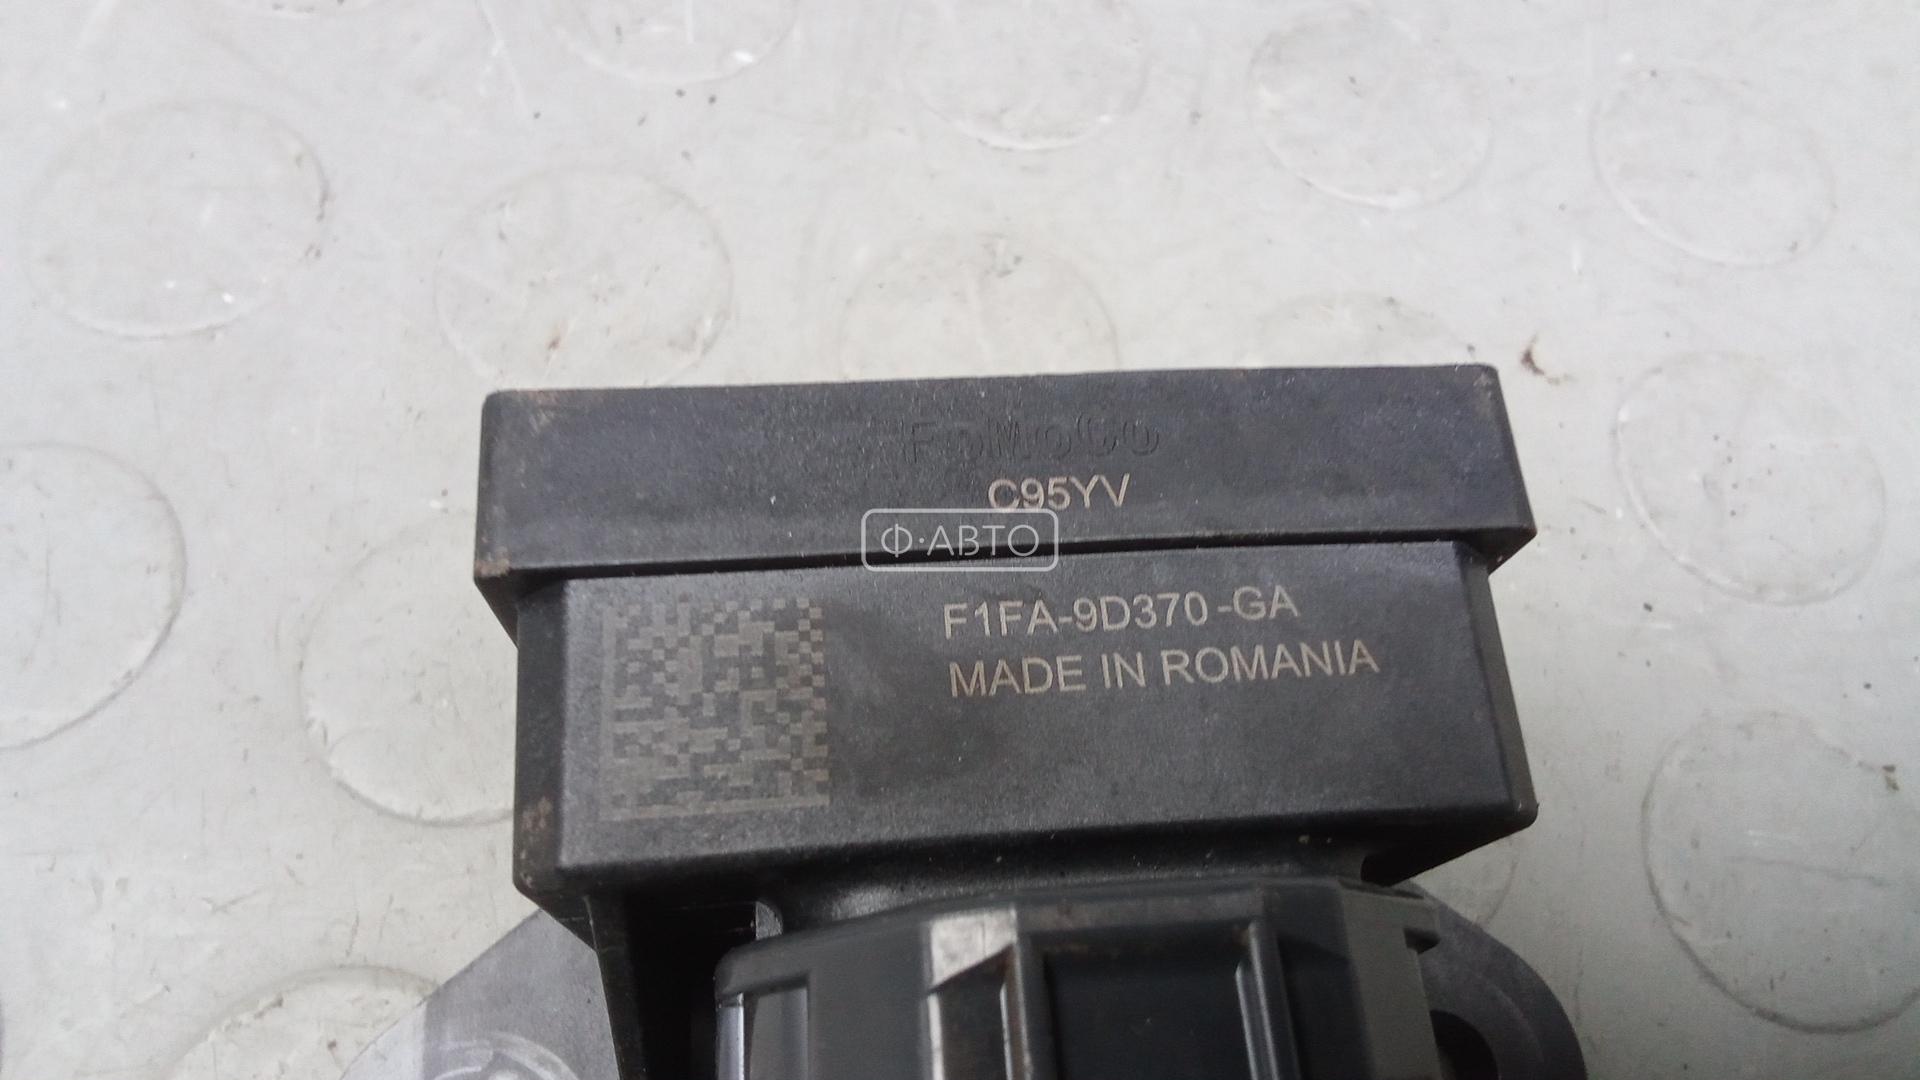 FoMoCo
C95YV
Ф·АВТО
F1FA-9D370-GA
MADE IN ROMANIA